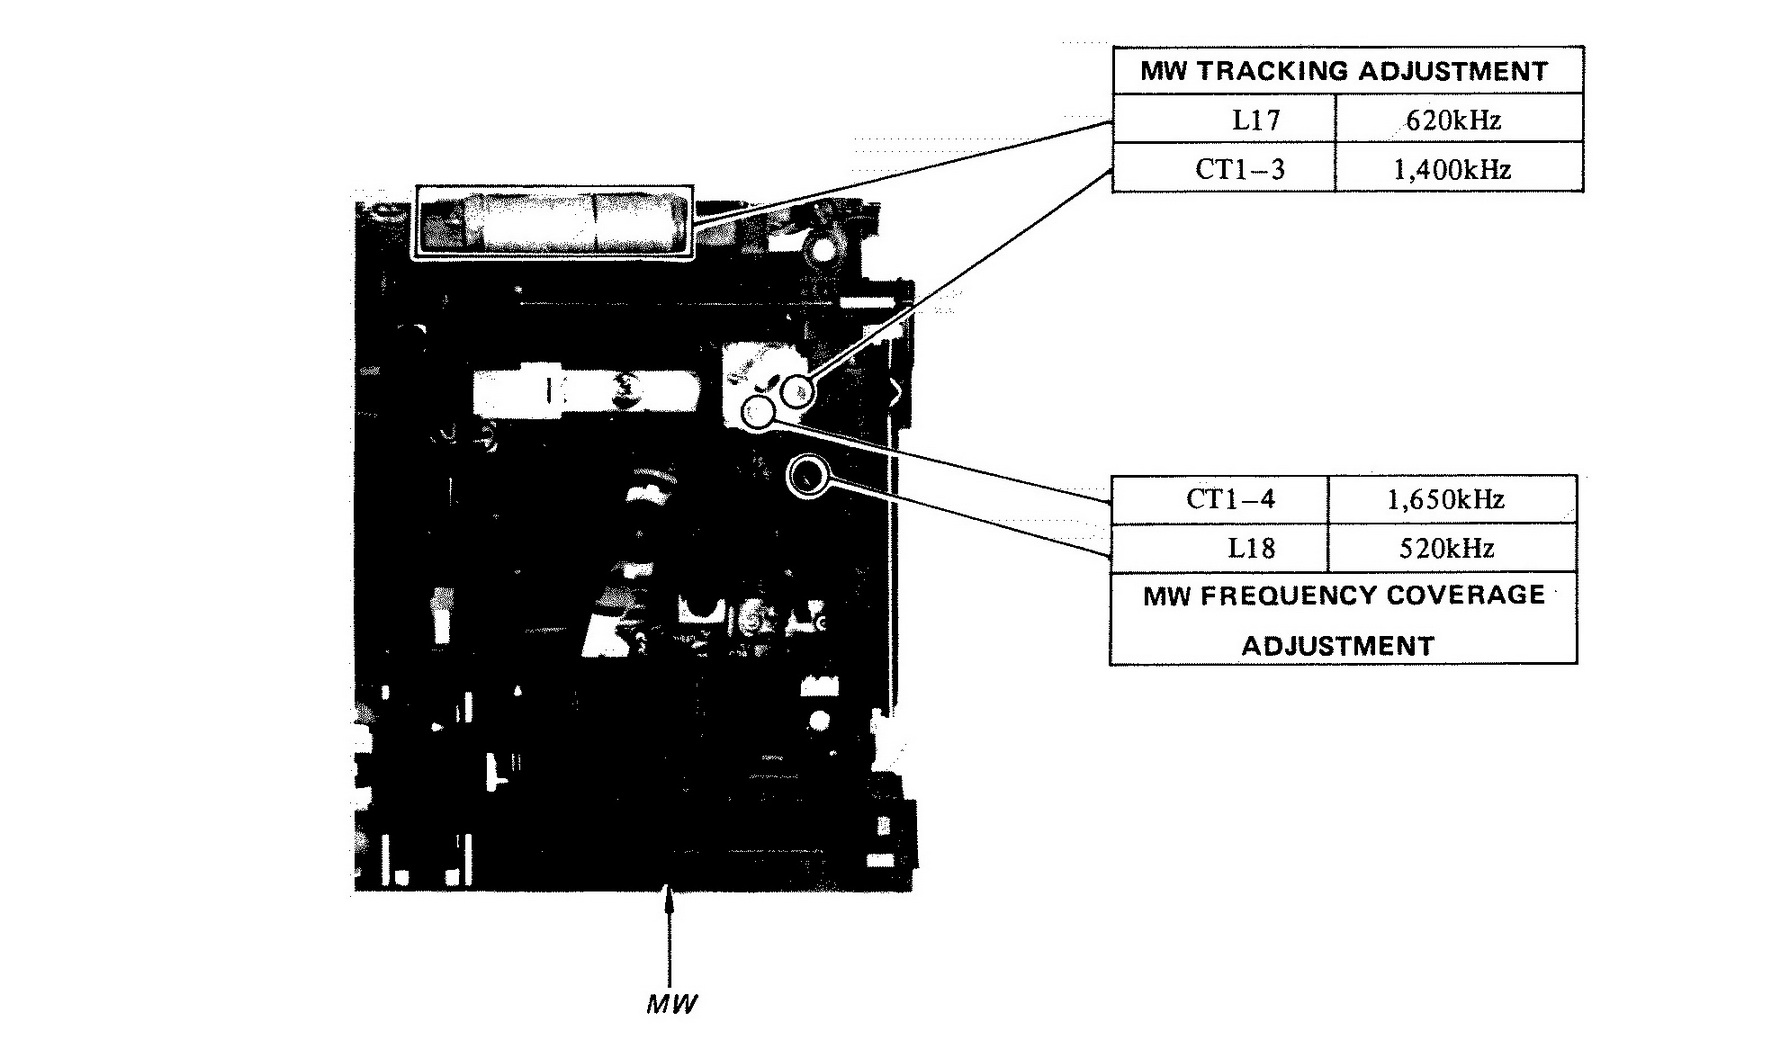 MW TRACKING ADJUSTMENT
L17 620kHz
CT1–3 1,400kHz
CT1–4 1,650kHz
L18 520kHz
MW FREQUENCY COVERAGE
ADJUSTMENT
MW